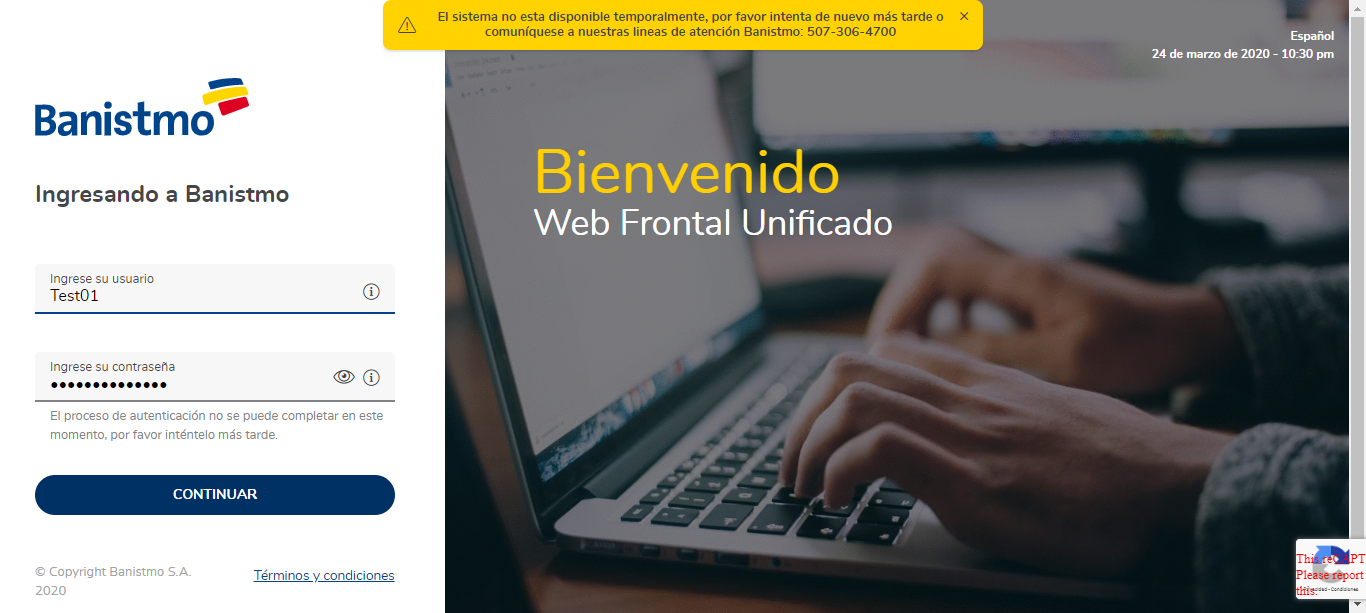 El sistema no esta disponible temporalmente, por favor intenta de nuevo más tarde o
comuníquese a nuestras lineas de atención Banistmo: 507-306-4700
Español
24 de marzo de 2020 - 10:30 pm
Banistmo
Ingresando a Banistmo
Ingrese su usuario
Test01
Ingrese su contraseña
El proceso de autenticación no se puede completar en este
momento, por favor inténtelo más tarde.
CONTINUAR
© Copyright Banistmo S.A.
2020
Términos y condiciones
Bienvenido
Web Frontal Unificado
This
Please report
this.
Condiciones